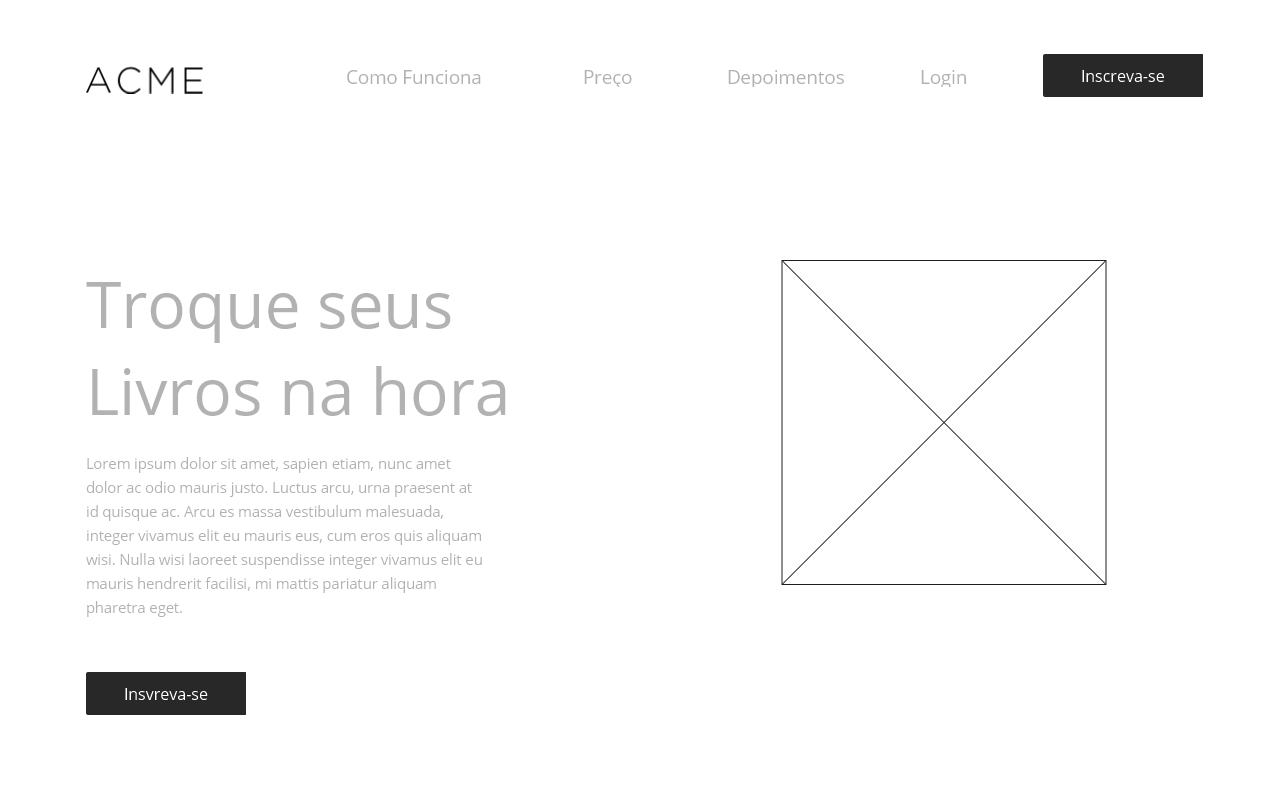 ACME
Como Funciona
Preço
Depoimentos
Login
Inscreva-se
Troque seus
Livros na hora
Lorem ipsum dolor sit amet, sapien etiam, nunc amet
dolor ac odio mauris justo. Luctus arcu, urna praesent at
id quisque ac. Arcu es massa vestibulum malesuada,
integer vivamus elit eu mauris eus, cum eros quis aliquam
wisi. Nulla wisi laoreet suspendisse integer vivamus elit eu
mauris hendrerit facilisi, mi mattis pariatur aliquam
pharetra eget.
Insvreva-se